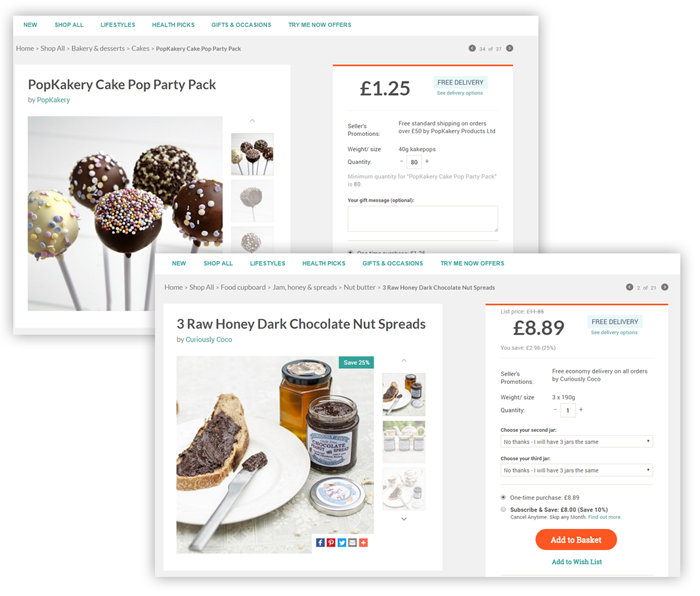 NEW SHOP ALL LIFESTYLES HEALTH PICKS GIFTS & OCCASIONS TRY ME NOW OFFERS
Home > Shop All > Bakery & desserts > Cakes > PopKakery Cake Pop Party Pack
34 of 37
PopKakery Cake Pop Party Pack
by PopKakery
£1.25
FREE DELIVERY
See delivery options
Seller's Promotions:
Free standard shipping on orders
over £50 by PopKakery Products Ltd
Weight/ size 40g kakepops
Quantity: - 80 +
Minimum quantity for "PopKakery Cake Pop Party Pack"
is 80.
Your gift message (optional):
One-time purchase: £1.25
NEW SHOP ALL LIFESTYLES HEALTH PICKS GIFTS & OCCASIONS TRY ME NOW OFFERS
Home > Shop All > Food cupboard > Jam, honey & spreads > Nut butter > 3 Raw Honey Dark Chocolate Nut Spreads
2 of 21
3 Raw Honey Dark Chocolate Nut Spreads
by Curiously Coco
Save 25%
CHOCOLATE
SPREAD
List price: £11.85
£8.89
FREE DELIVERY
See delivery options
You save: £2.96 (25%)
Seller's Promotions:
Free economy delivery on all orders
by Curiously Coco
Weight/ size 3 x 190g
Quantity: - 1 +
Choose your second jar:
No thanks - I will have 3 jars the same
Choose your third jar:
No thanks - I will have 3 jars the same
One-time purchase: £8.89
Subscribe & Save: £8.00 (Save 10%)
Cancel Anytime. Skip any Month. Find out more.
Add to Basket
Add to Wish List